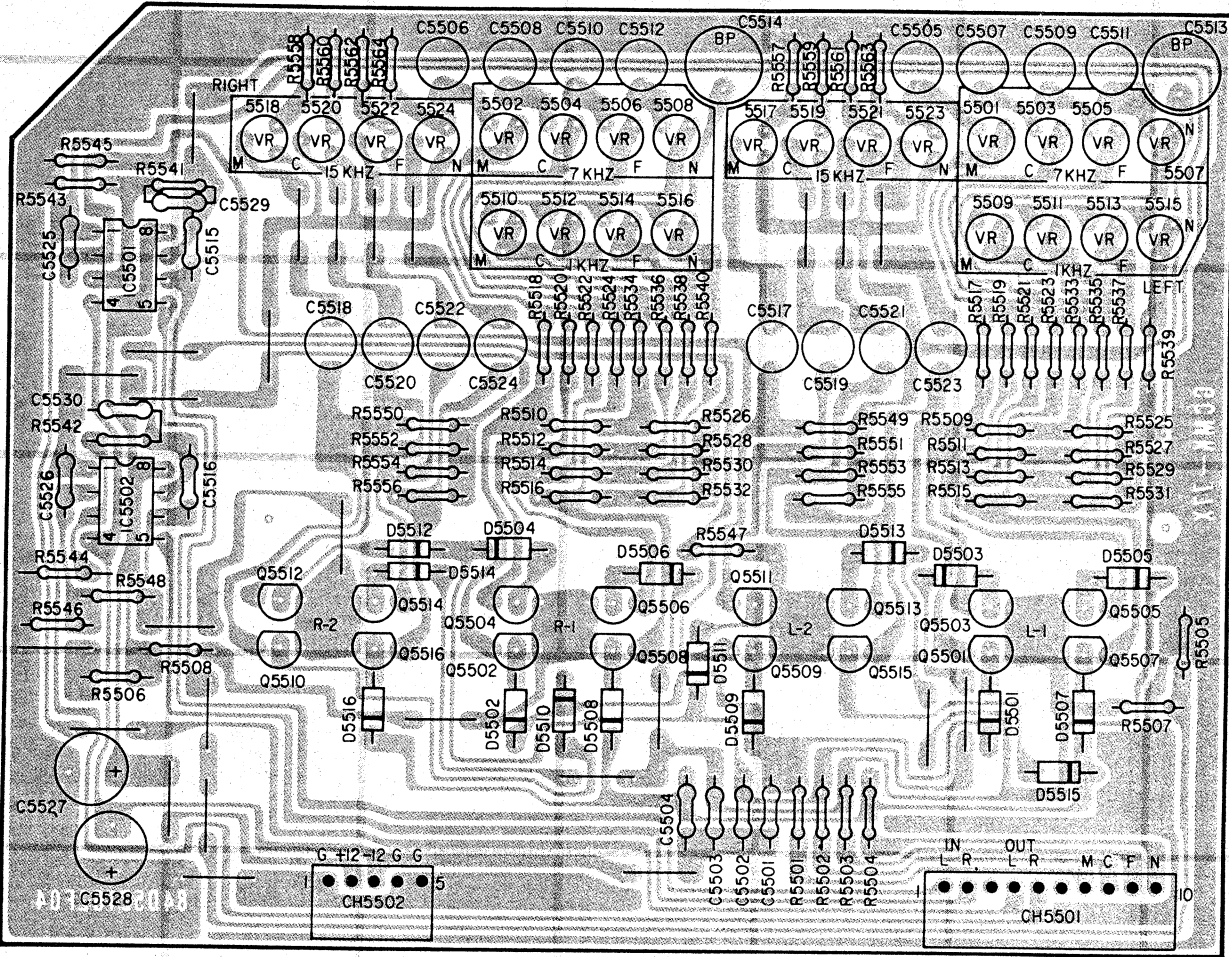 C5506 C5508 C5510 C5512 C5514 C5505 C5507 C5509 C5511 C5513
R5558 R5560 R5562 R5564 BP R5557 R5559 R5561 R5563 BP
RIGHT
5518 5520 5522 5524 5502 5504 5506 5508 5517 5519 5521 5523 5501 5503 5505
VR VR VR VR VR VR VR VR VR VR VR VR VR VR VR VR N
M C F N M C F N M C F N M C F
15 KHZ 7 KHZ 15 KHZ 7 KHZ 5507
R5545
R5541
R5543
C5529
5510 5512 5514 5516 5509 5511 5513 5515
VR VR VR VR VR VR VR VR N
M C F N M C F
1 KHZ 1 KHZ
LEFT
C5525 IC5501 8 4 5 C5515
C5518 C5522 R5518 R5520 R5522 R5524 R5534 R5536 R5538 R5540 C5517 C5521 R5517 R5519 R5521 R5523 R5533 R5535 R5537 R5539
C5520 C5524 C5519 C5523
C5530
R5542
R5550 R5510 R5526 R5549 R5509 R5525
R5552 R5512 R5528 R5551 R5511 R5527
R5554 R5514 R5530 R5553 R5513 R5529
R5556 R5516 R5532 R5555 R5515 R5531
C5526 IC5502 8 4 5 C5516
D5512 D5504 R5547 D5513
D5514 D5506 D5503 D5505
R5544
R5548
R5546
Q5512 Q5514 Q5504 Q5506 Q5511 Q5513 Q5503 Q5505
R-2 R-1 L-2 L-1
Q5510 Q5516 Q5502 Q5508 Q5509 Q5515 Q5501 Q5507
R5505
R5508
R5506
D5511
D5516 D5502 D5510 D5508 D5509 D5501 D5507 R5507
D5515
+
C5527
+
C5528
C5504 C5503 C5502 C5501 R5501 R5502 R5503 R5504
G +12 -12 G G
1 5
CH5502
IN OUT
L R L R M C F N
1 10
CH5501